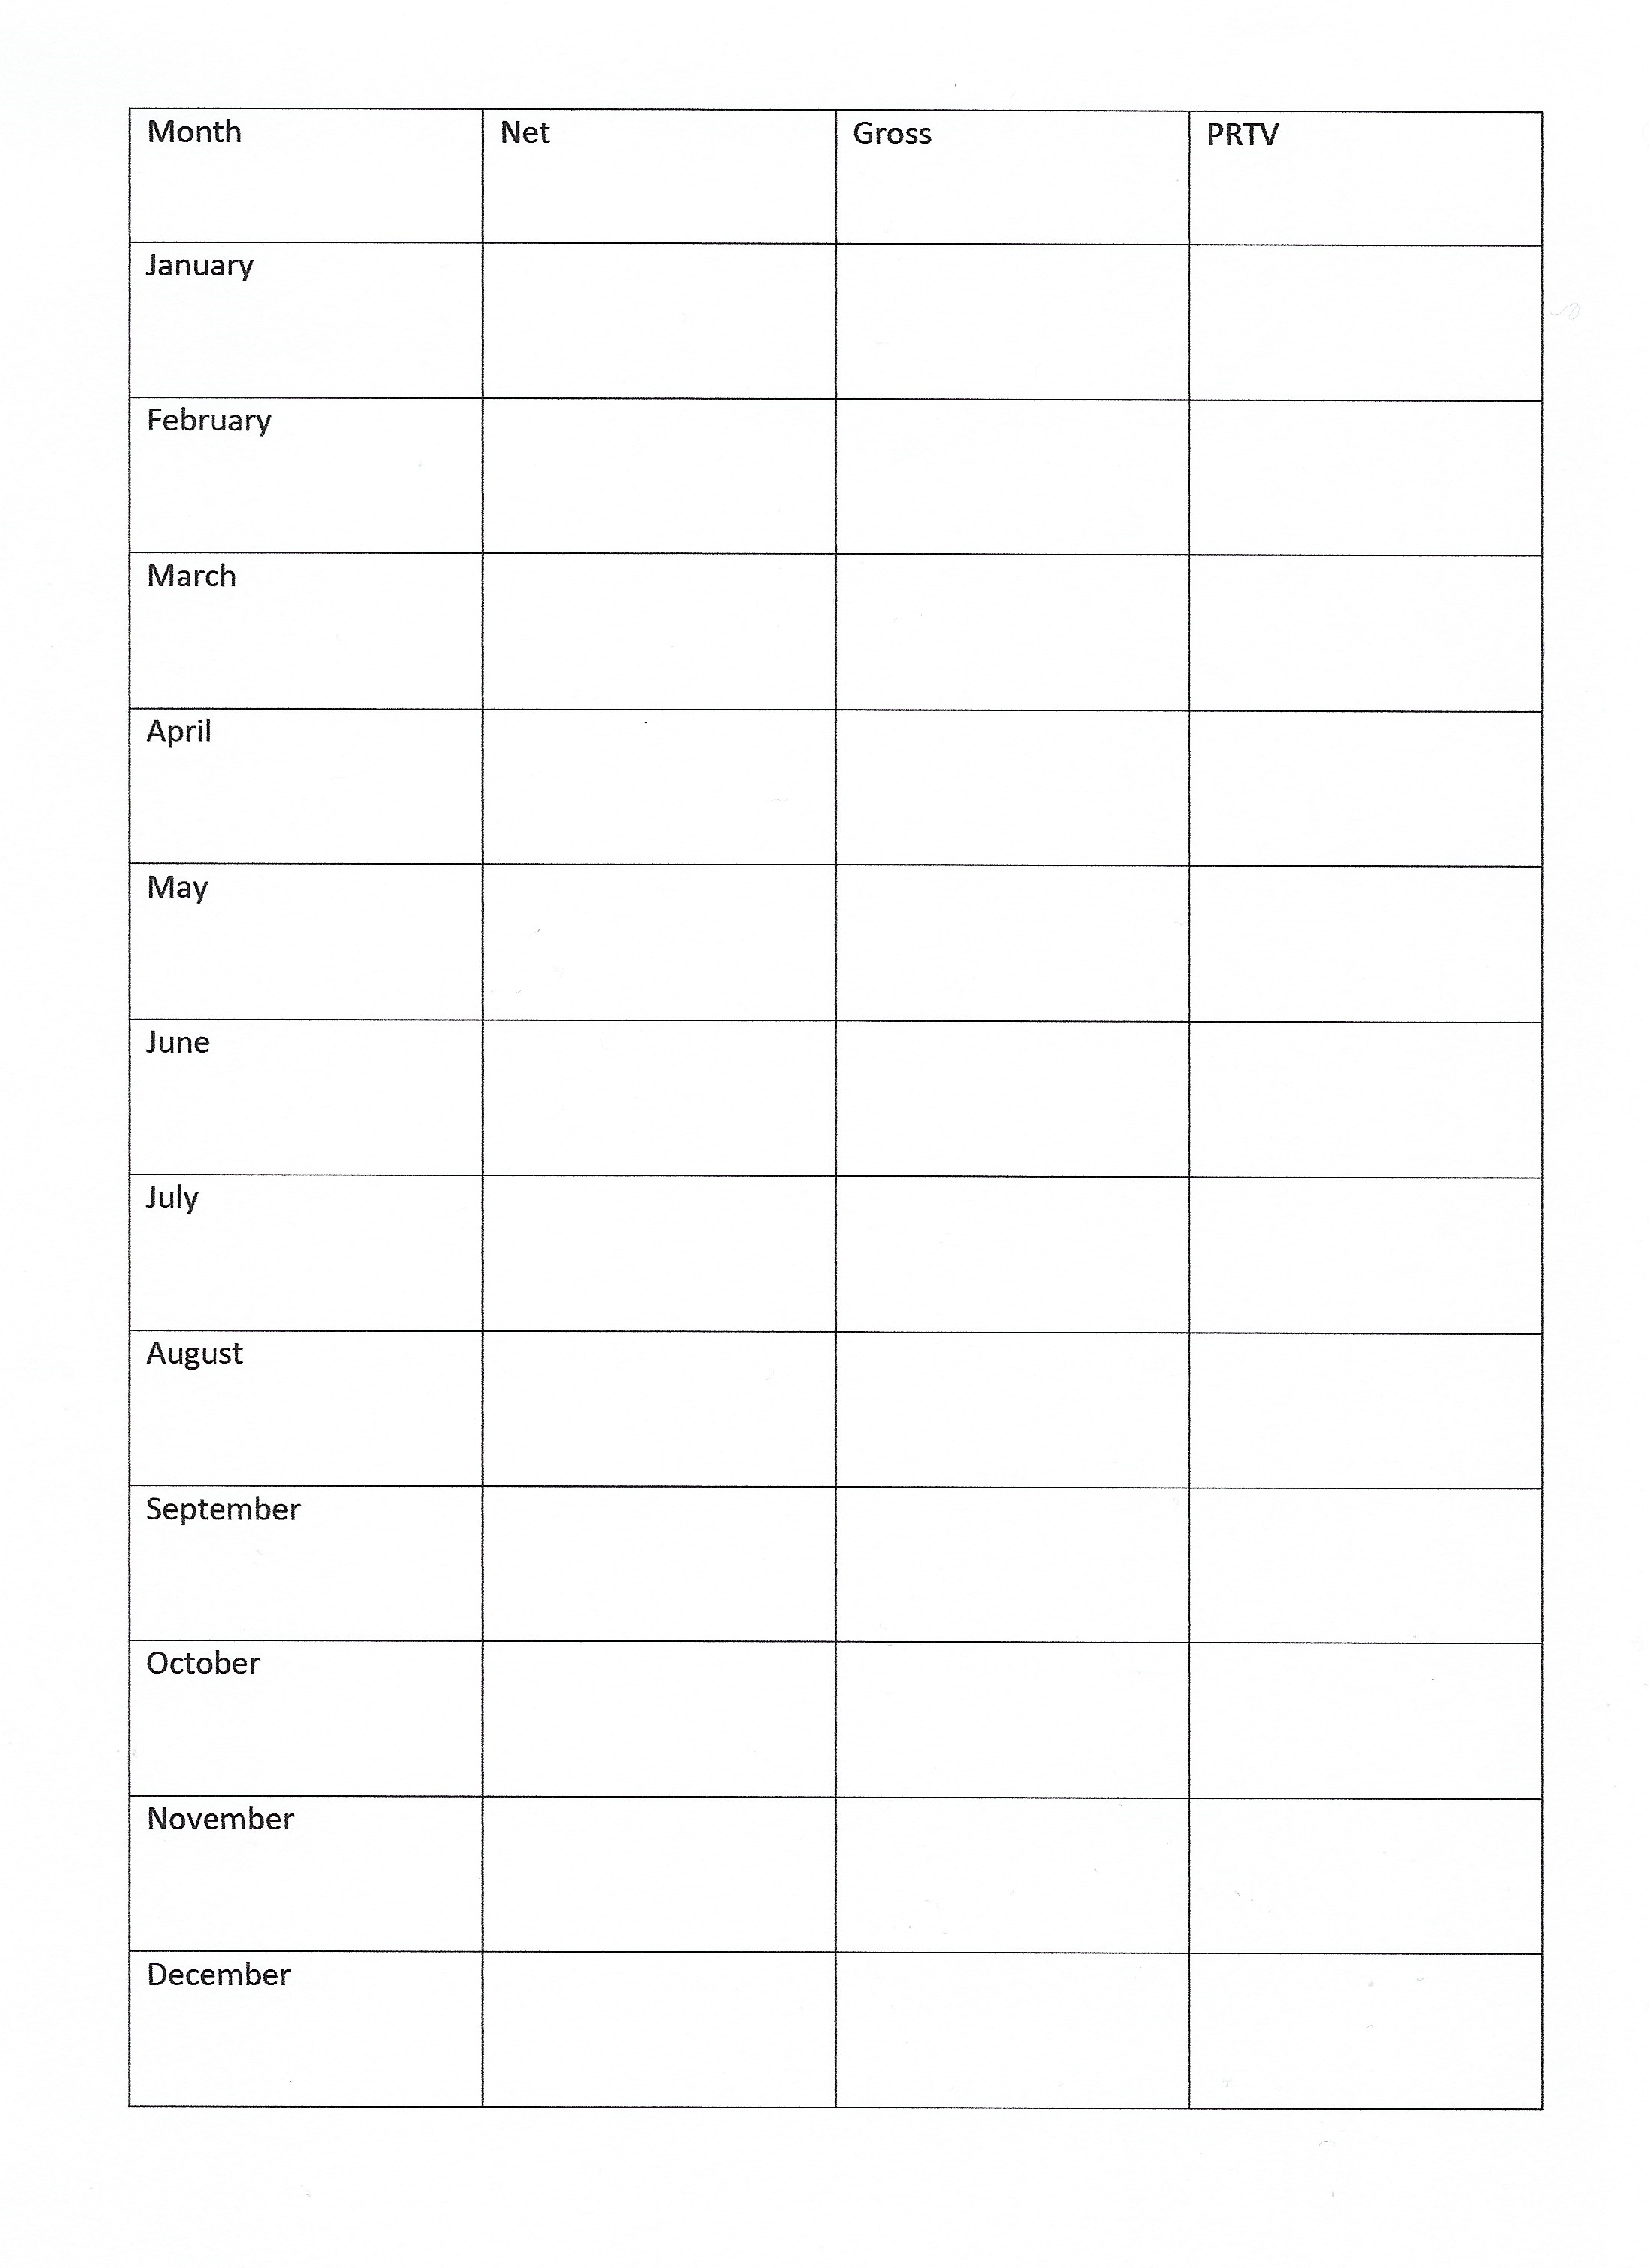 Month Net Gross PRTV
January
February
March
April
May
June
July
August
September
October
November
December